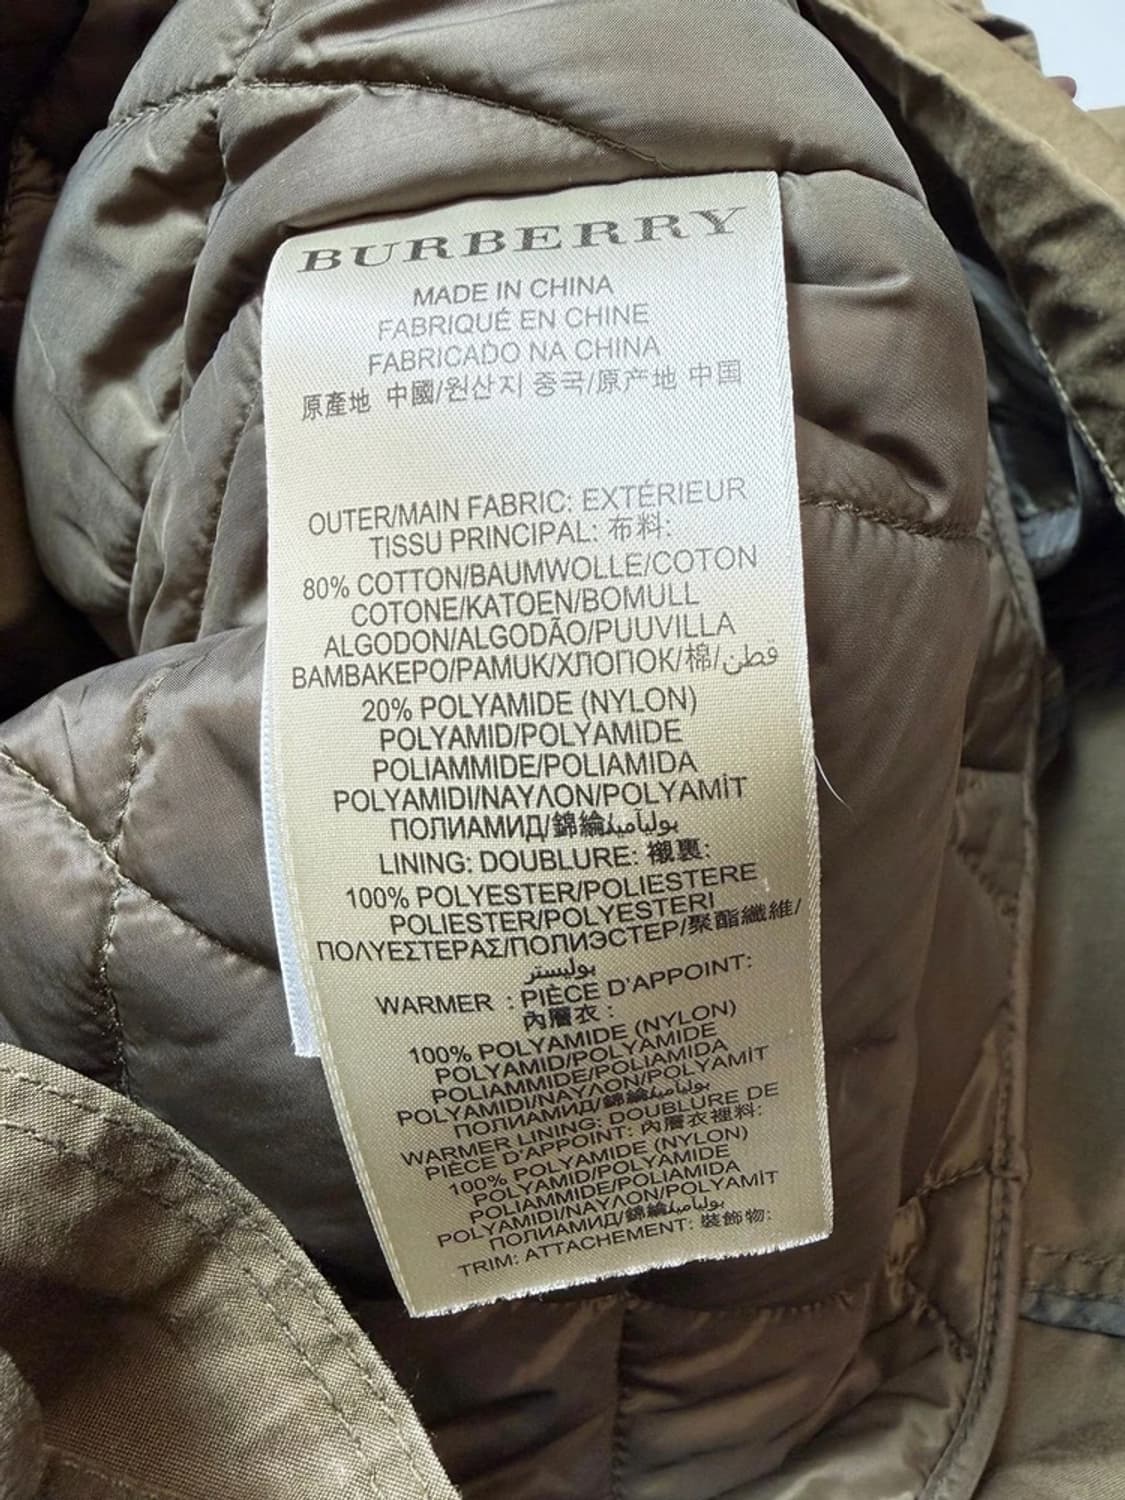 BURBERRY
MADE IN CHINA
FABRIQUÉ EN CHINE
FABRICADO NA CHINA
原產地 中國/원산지 중국/原产地 中国
OUTER/MAIN FABRIC: EXTÉRIEUR
TISSU PRINCIPAL: 布料:
80% COTTON/BAUMWOLLE/COTON
COTONE/KATOEN/BOMULL
ALGODON/ALGODÃO/PUUVILLA
ΒΑΜΒΑΚΕΡΟ/PAMUK/ХЛОПОК/棉/قطن
20% POLYAMIDE (NYLON)
POLYAMID/POLYAMIDE
POLIAMMIDE/POLIAMIDA
POLYAMIDI/ΝΑΥΛΟΝ/POLYAMİT
ПОЛИАМИД/錦綸/بولياميد
LINING: DOUBLURE: 襯裏:
100% POLYESTER/POLIESTERE
POLIESTER/POLYESTERI
ΠΟΛΥΕΣΤΕΡΑΣ/ПОЛИЭСТЕР/聚酯纖維/
بوليستر
WARMER : PIÈCE D'APPOINT:
內層衣 :
100% POLYAMIDE (NYLON)
POLYAMID/POLYAMIDE
POLIAMMIDE/POLIAMIDA
POLYAMIDI/ΝΑΥΛΟΝ/POLYAMİT
ПОЛИАМИД/錦綸/بولياميد
WARMER LINING: DOUBLURE DE
PIÈCE D'APPOINT: 內層衣裡料:
100% POLYAMIDE (NYLON)
POLYAMID/POLYAMIDE
POLIAMMIDE/POLIAMIDA
POLYAMIDI/ΝΑΥΛΟΝ/POLYAMİT
ПОЛИАМИД/錦綸/بولياميد
TRIM: ATTACHEMENT: 裝飾物: